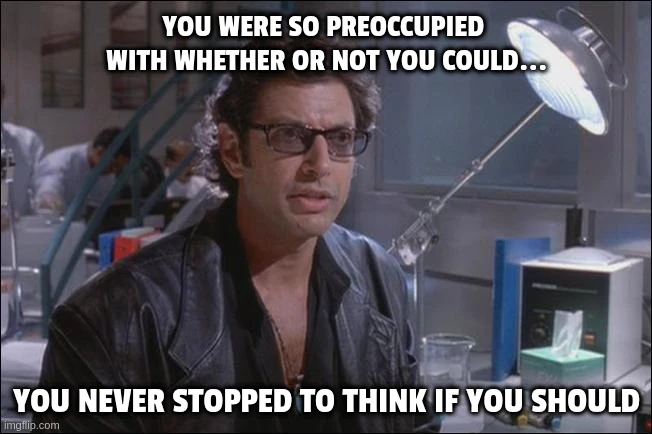 YOU WERE SO PREOCCUPIED
WITH WHETHER OR NOT YOU COULD...
YOU NEVER STOPPED TO THINK IF YOU SHOULD
imgflip.com